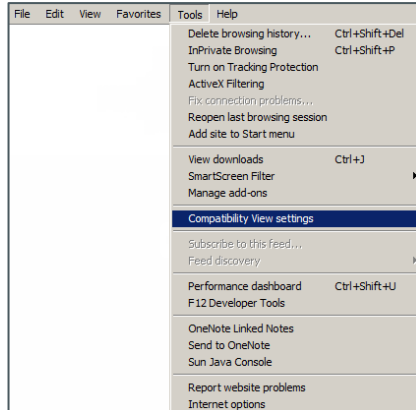 File Edit View Favorites Tools Help
Delete browsing history... Ctrl+Shift+Del
InPrivate Browsing Ctrl+Shift+P
Turn on Tracking Protection
ActiveX Filtering
Fix connection problems...
Reopen last browsing session
Add site to Start menu
View downloads Ctrl+J
SmartScreen Filter
Manage add-ons
Compatibility View settings
Subscribe to this feed...
Feed discovery
Performance dashboard Ctrl+Shift+U
F12 Developer Tools
OneNote Linked Notes
Send to OneNote
Sun Java Console
Report website problems
Internet options